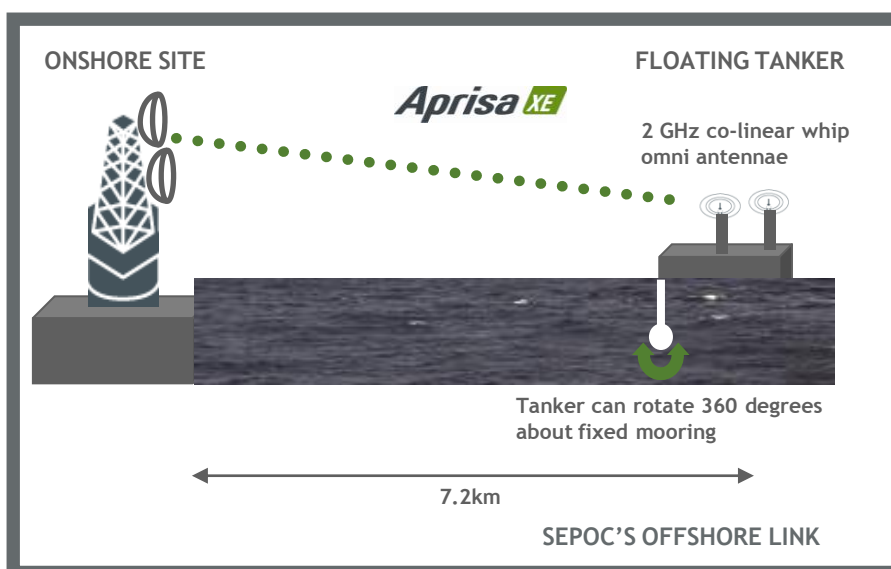 ONSHORE SITE
FLOATING TANKER
Aprisa XE
2 GHz co-linear whip
omni antennae
Tanker can rotate 360 degrees
about fixed mooring
7.2km
SEPOC'S OFFSHORE LINK